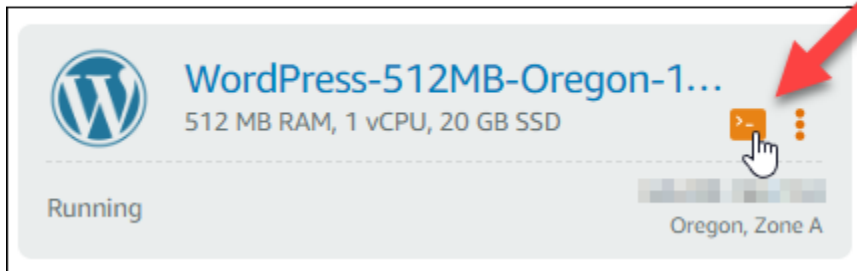 WordPress-512MB-Oregon-1...
512 MB RAM, 1 vCPU, 20 GB SSD
>_
Running
Oregon, Zone A